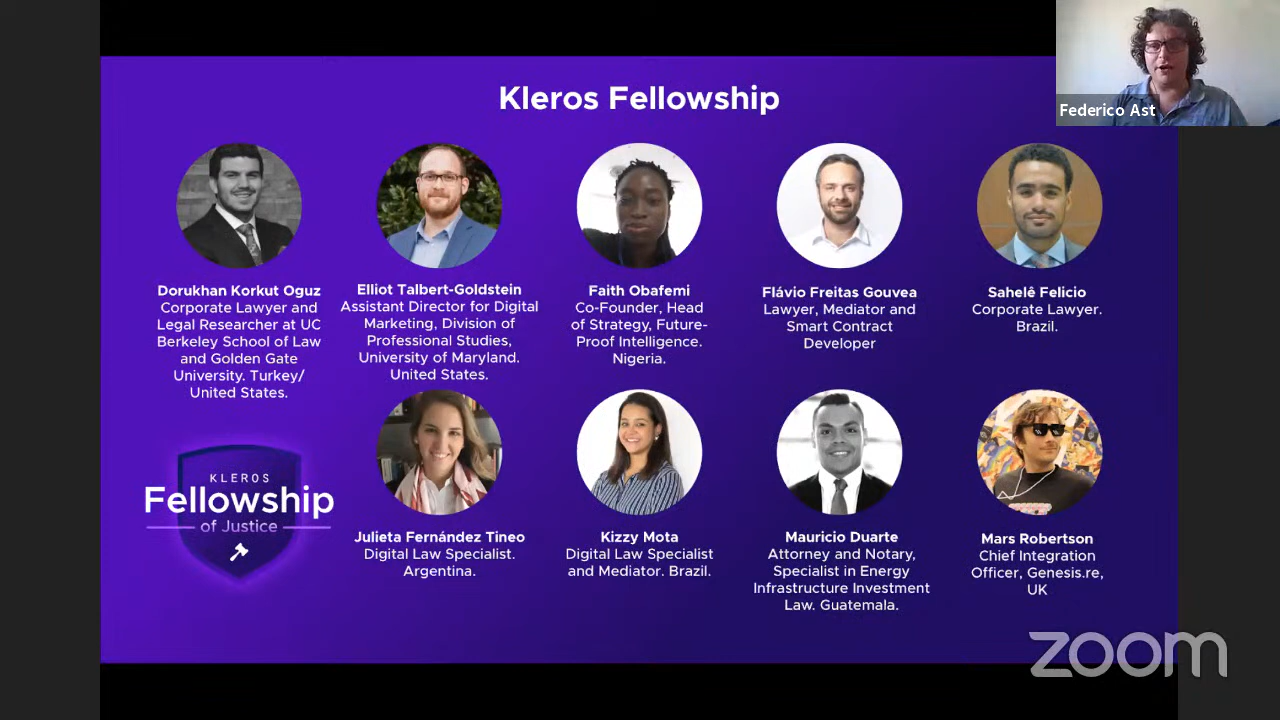 Kleros Fellowship
Federico Ast
Dorukhan Korkut Oguz
Corporate Lawyer and
Legal Researcher at UC
Berkeley School of Law
and Golden Gate
University. Turkey/
United States.
Elliot Talbert-Goldstein
Assistant Director for Digital
Marketing, Division of
Professional Studies,
University of Maryland.
United States.
Faith Obafemi
Co-Founder, Head
of Strategy, Future-
Proof Intelligence.
Nigeria.
Flávio Freitas Gouvea
Lawyer, Mediator and
Smart Contract
Developer
Sahelê Felicio
Corporate Lawyer.
Brazil.
KLEROS
Fellowship
of Justice
Julieta Fernández Tineo
Digital Law Specialist.
Argentina.
Kizzy Mota
Digital Law Specialist
and Mediator. Brazil.
Mauricio Duarte
Attorney and Notary,
Specialist in Energy
Infrastructure Investment
Law. Guatemala.
Mars Robertson
Chief Integration
Officer, Genesis.re,
UK
zoom